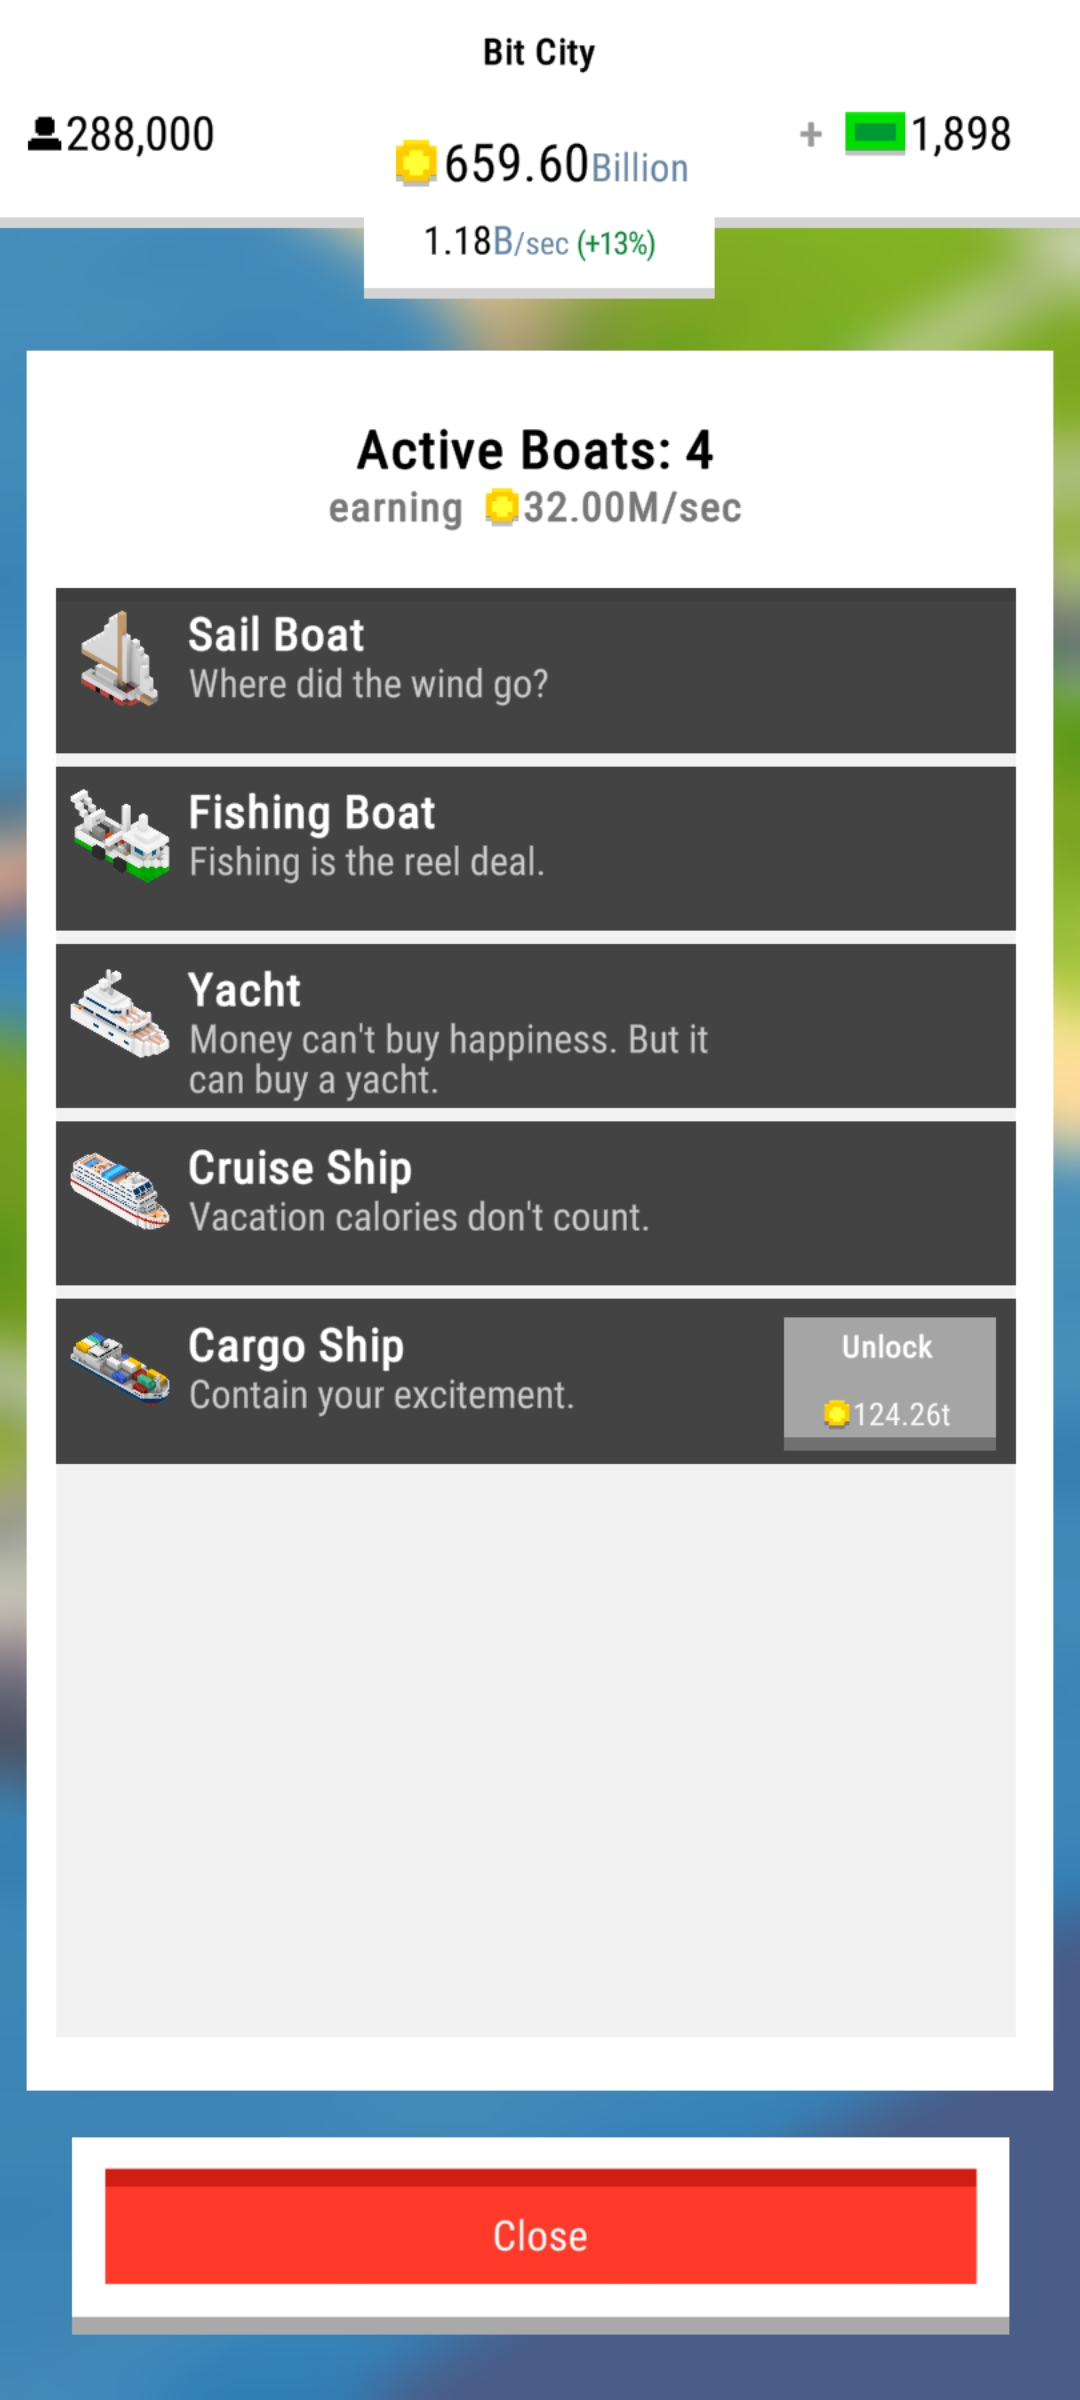 Bit City
288,000
659.60Billion
+ 1,898
1.18B/sec (+13%)
Active Boats: 4
earning 32.00M/sec
Sail Boat
Where did the wind go?
Fishing Boat
Fishing is the reel deal.
Yacht
Money can't buy happiness. But it
can buy a yacht.
Cruise Ship
Vacation calories don't count.
Cargo Ship
Contain your excitement.
Unlock
124.26t
Close